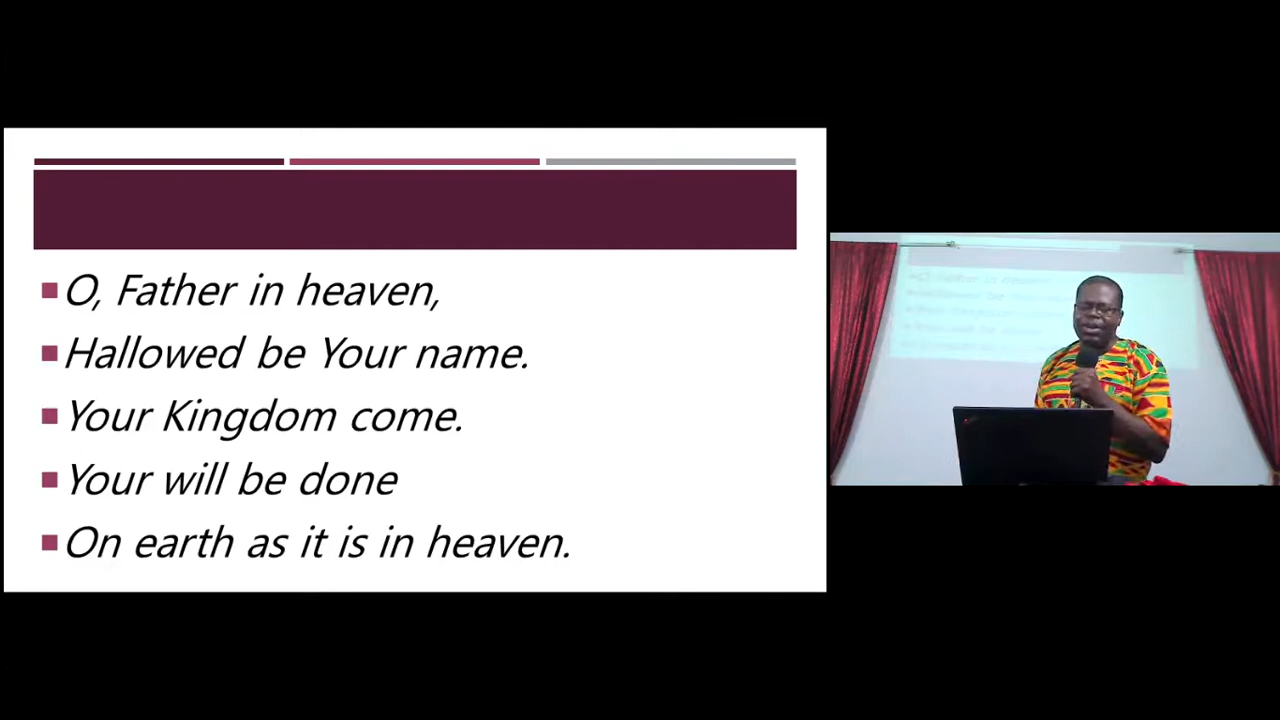 O, Father in heaven,
Hallowed be Your name.
Your Kingdom come.
Your will be done
On earth as it is in heaven.